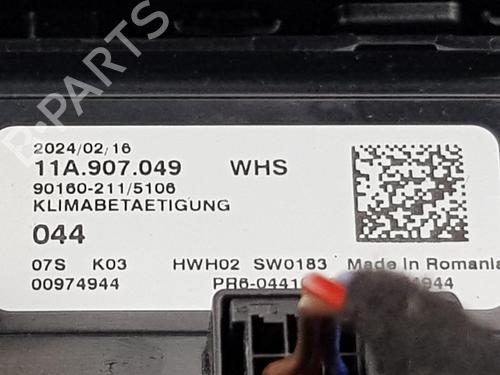 B-PARTS
2024/02/16
11A.907.049 WHS
90160-211/5106
KLIMABETAETIGUNG
044
07S K03 HWH02 SW0183 Made In Romania
00974944